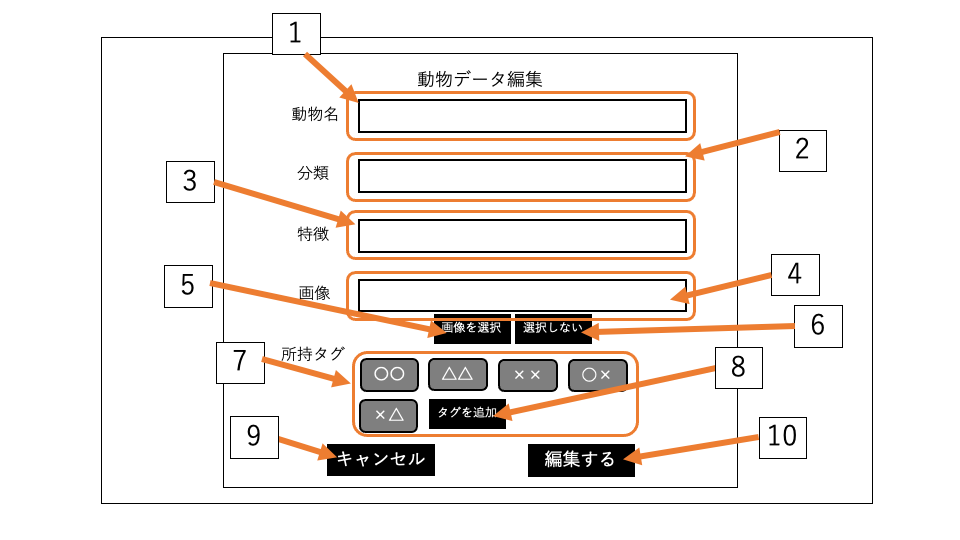 1
動物データ編集
動物名
2
分類
3
特徴
4
5
画像
6
画像を選択 選択しない
7
所持タグ
8
○○ △△ ×× ○×
×△ タグを追加
9
10
キャンセル 編集する